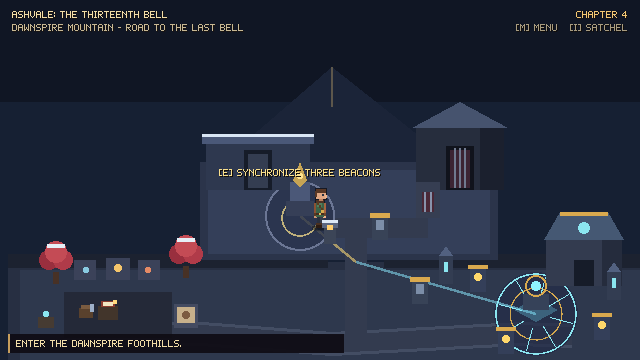 ASHVALE: THE THIRTEENTH BELL
DAWNSPIRE MOUNTAIN - ROAD TO THE LAST BELL
CHAPTER 4
[M] MENU [I] SATCHEL
[E] SYNCHRONIZE THREE BEACONS
ENTER THE DAWNSPIRE FOOTHILLS.